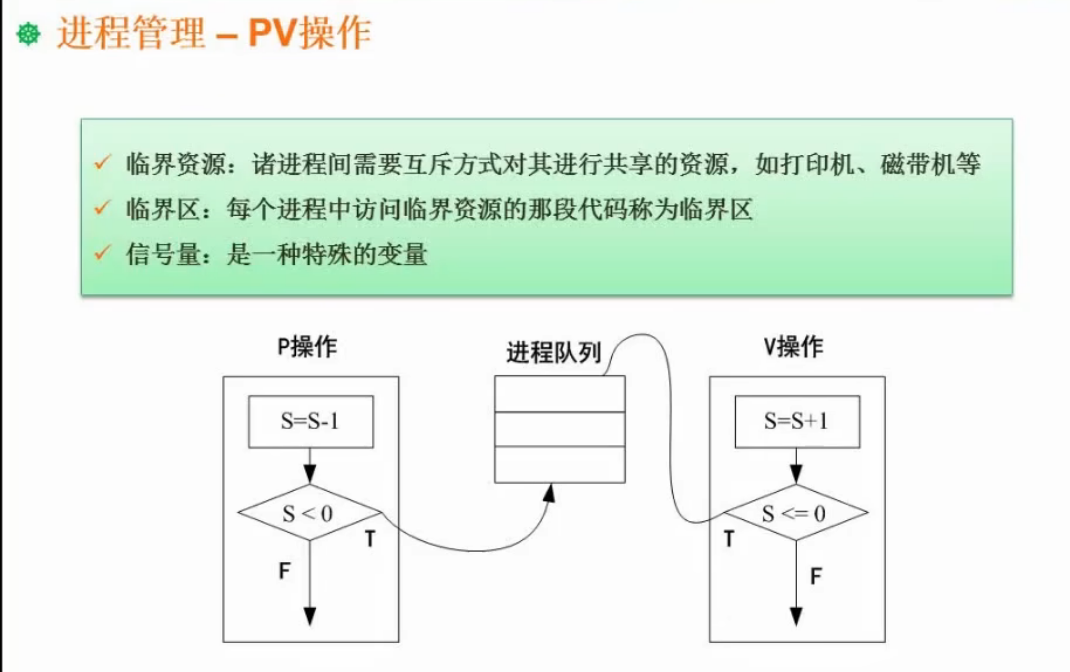 进程管理 – PV操作
临界资源：诸进程间需要互斥方式对其进行共享的资源，如打印机、磁带机等
临界区：每个进程中访问临界资源的那段代码称为临界区
信号量：是一种特殊的变量
P操作
进程队列
V操作
S=S-1
S=S+1
S < 0
S <= 0
T
T
F
F